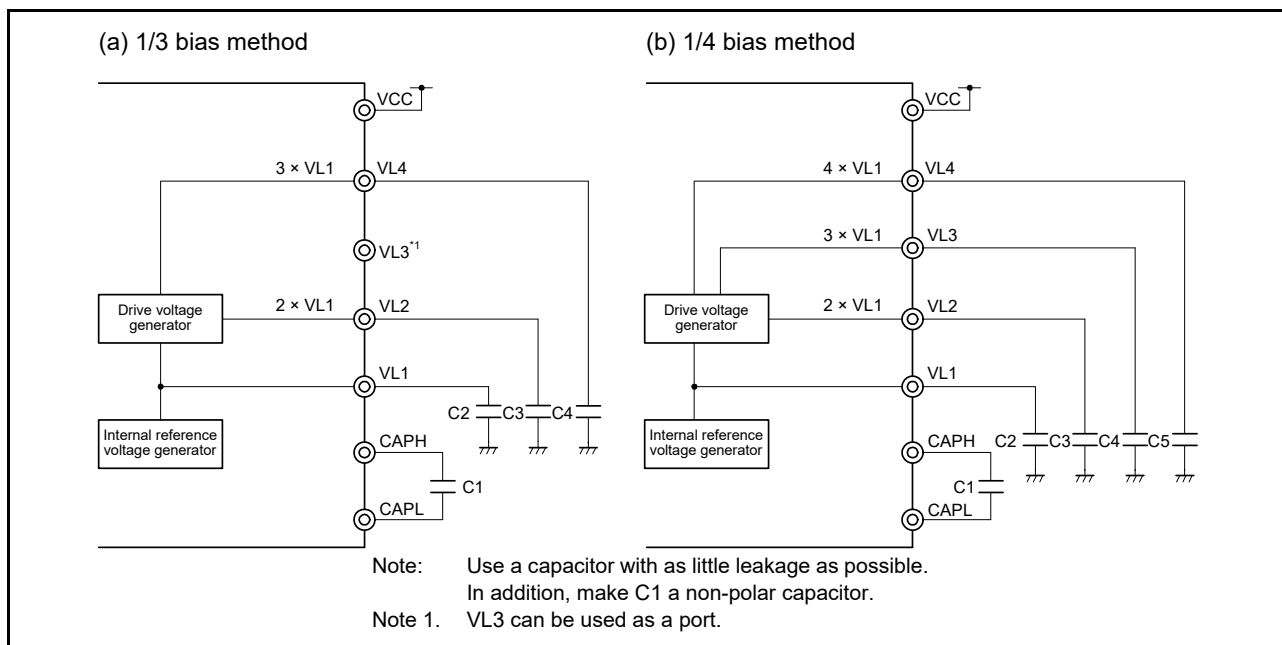 (a) 1/3 bias method
VCC
3 × VL1
VL4
VL3*1
Drive voltage
generator
2 × VL1
VL2
VL1
C2
C3
C4
Internal reference
voltage generator
CAPH
C1
CAPL
(b) 1/4 bias method
VCC
4 × VL1
VL4
3 × VL1
VL3
Drive voltage
generator
2 × VL1
VL2
VL1
C2
C3
C4
C5
Internal reference
voltage generator
CAPH
C1
CAPL
Note: Use a capacitor with as little leakage as possible.
In addition, make C1 a non-polar capacitor.
Note 1. VL3 can be used as a port.